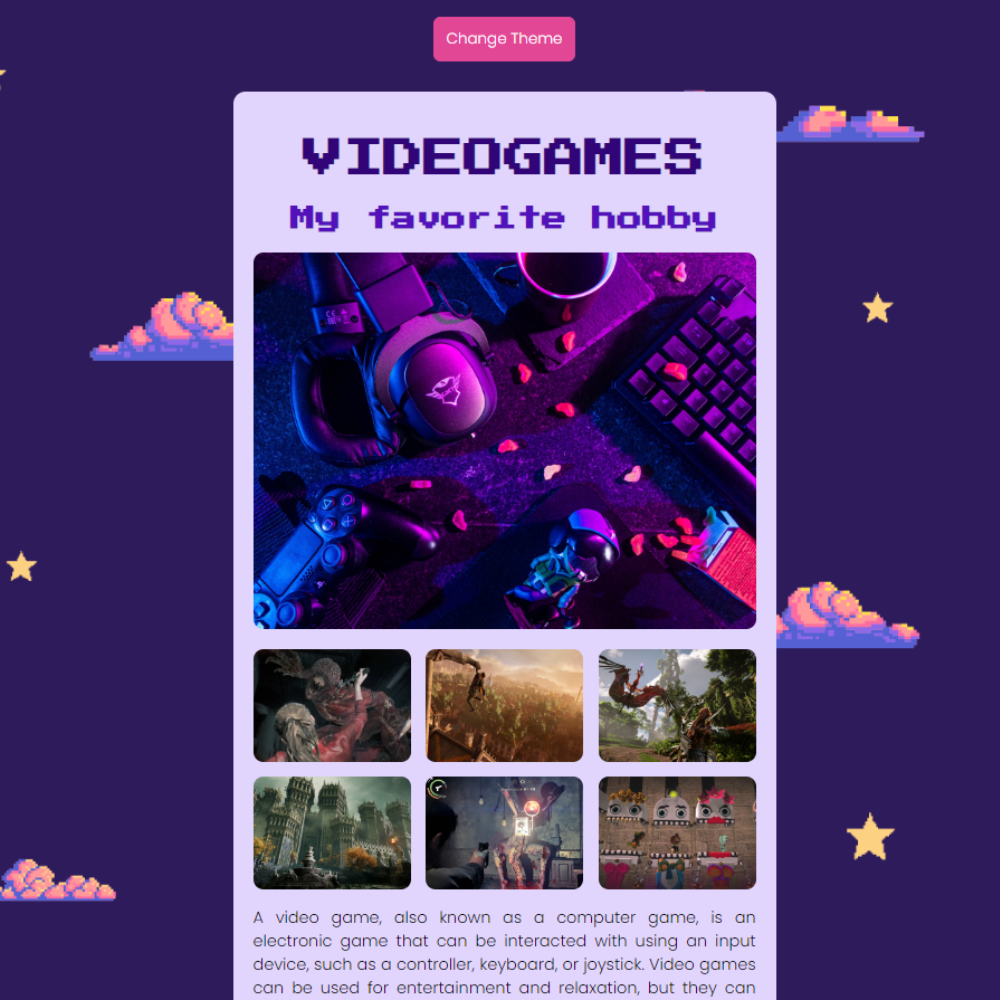 Change Theme
VIDEOGAMES
My favorite hobby
A video game, also known as a computer game, is an
electronic game that can be interacted with using an input
device, such as a controller, keyboard, or joystick. Video games
can be used for entertainment and relaxation, but they can